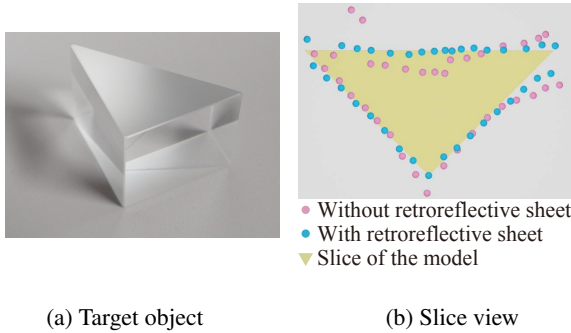 Without retroreflective sheet
With retroreflective sheet
Slice of the model
(a) Target object
(b) Slice view